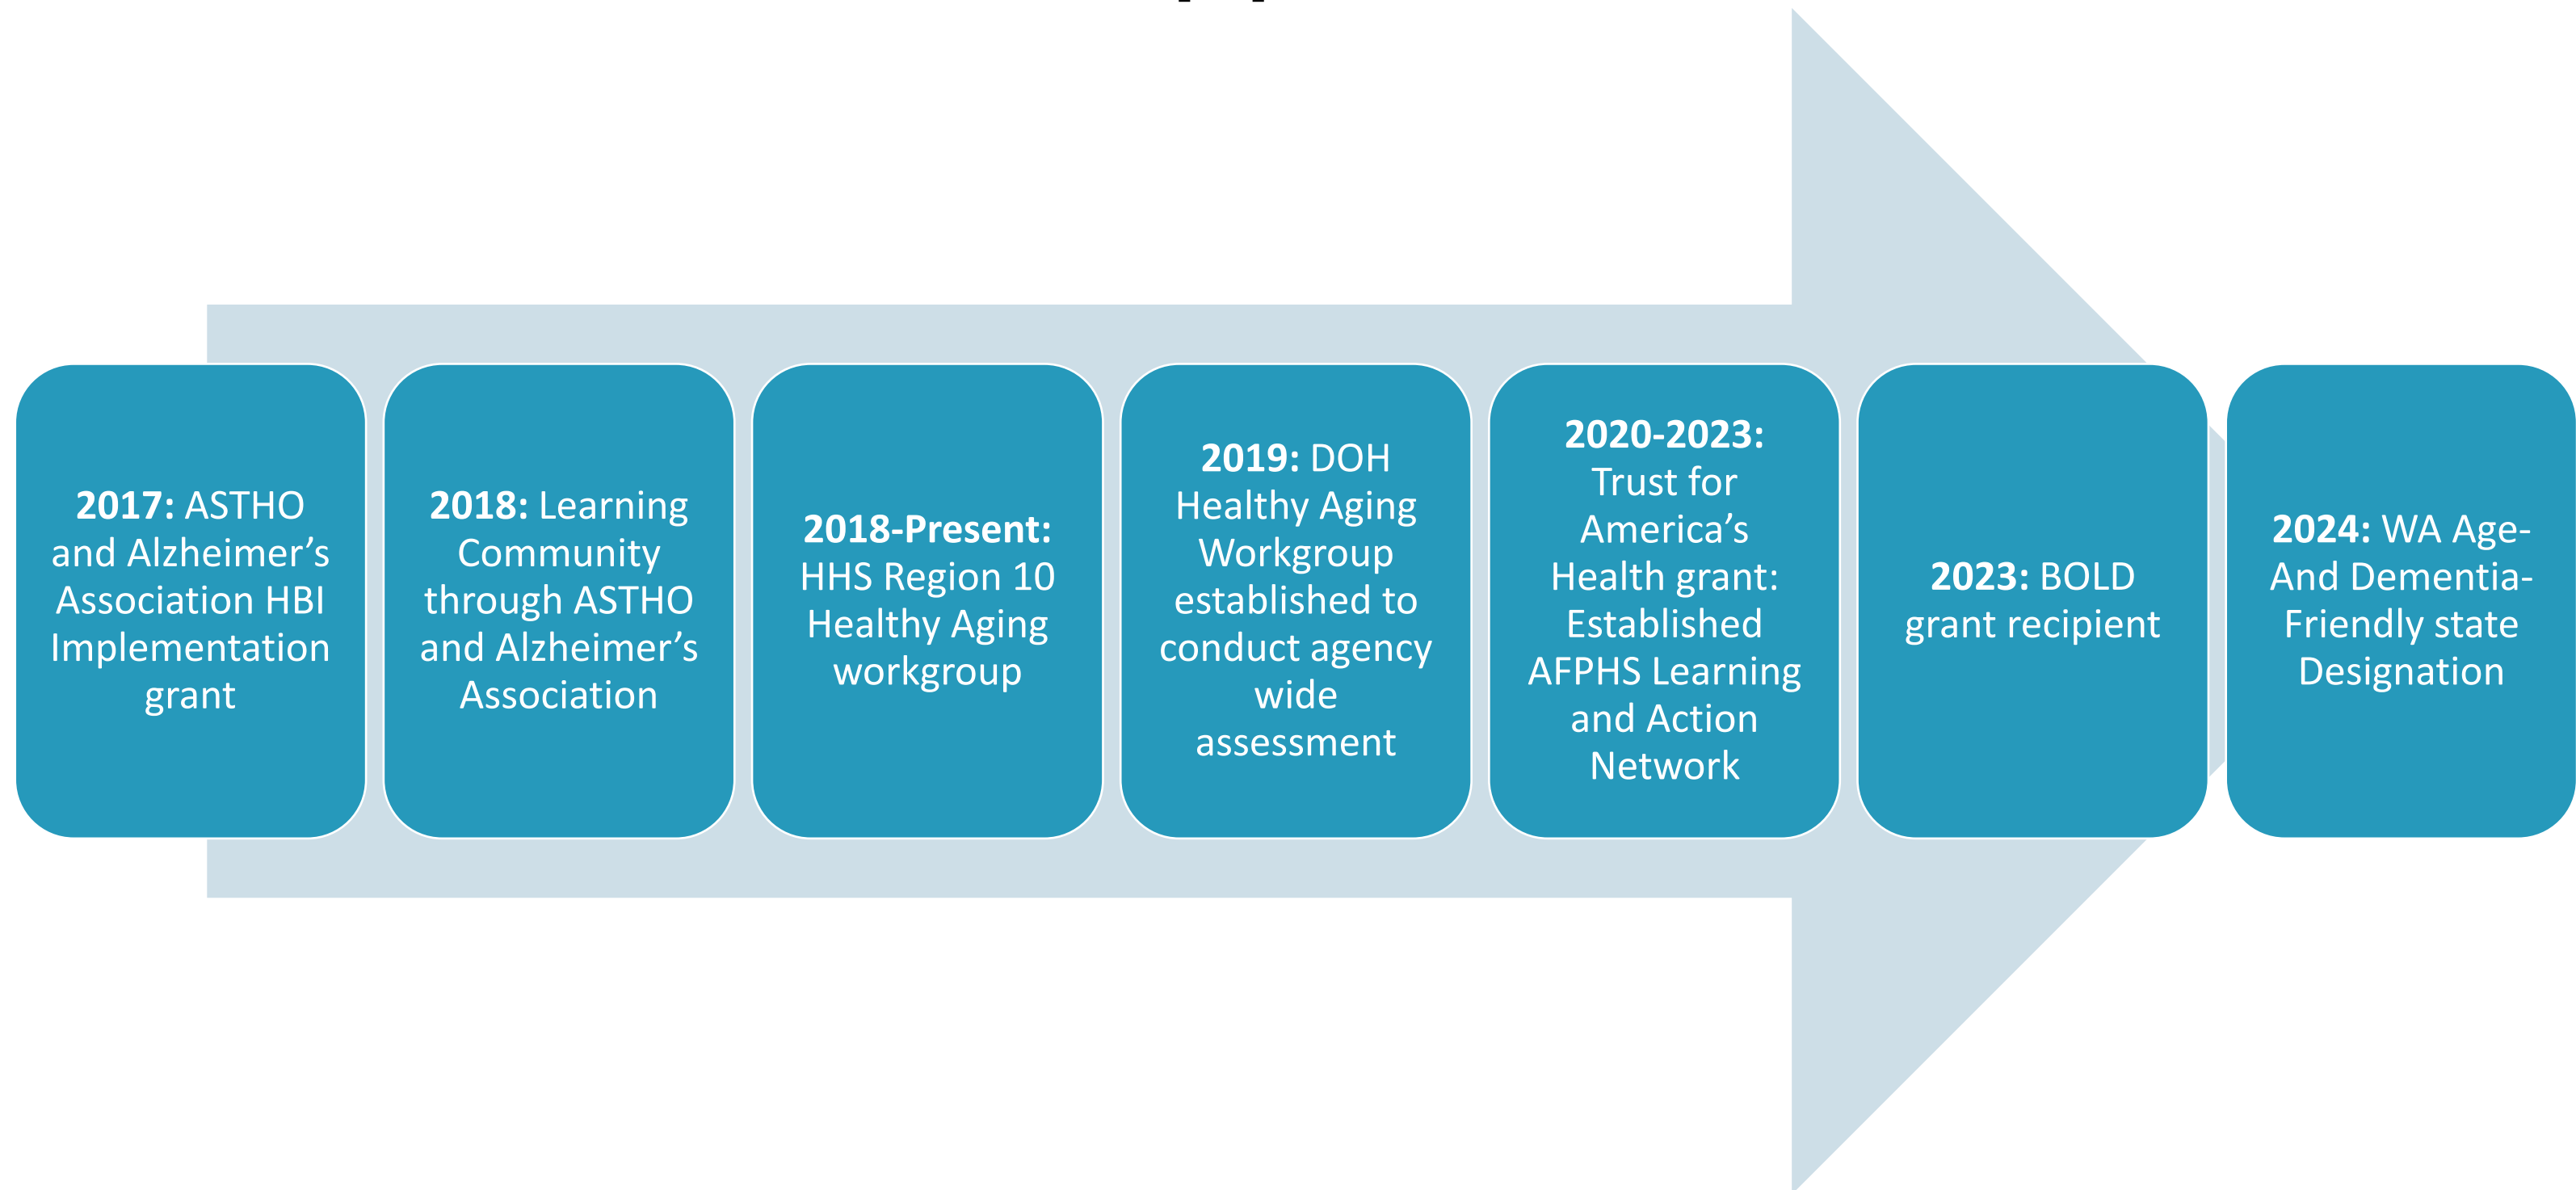 2017: ASTHO
and Alzheimer’s
Association HBI
Implementation
grant
2018: Learning
Community
through ASTHO
and Alzheimer’s
Association
2018-Present:
HHS Region 10
Healthy Aging
workgroup
2019: DOH
Healthy Aging
Workgroup
established to
conduct agency
wide
assessment
2020-2023:
Trust for
America’s
Health grant:
Established
AFPHS Learning
and Action
Network
2023: BOLD
grant recipient
2024: WA Age-
And Dementia-
Friendly state
Designation